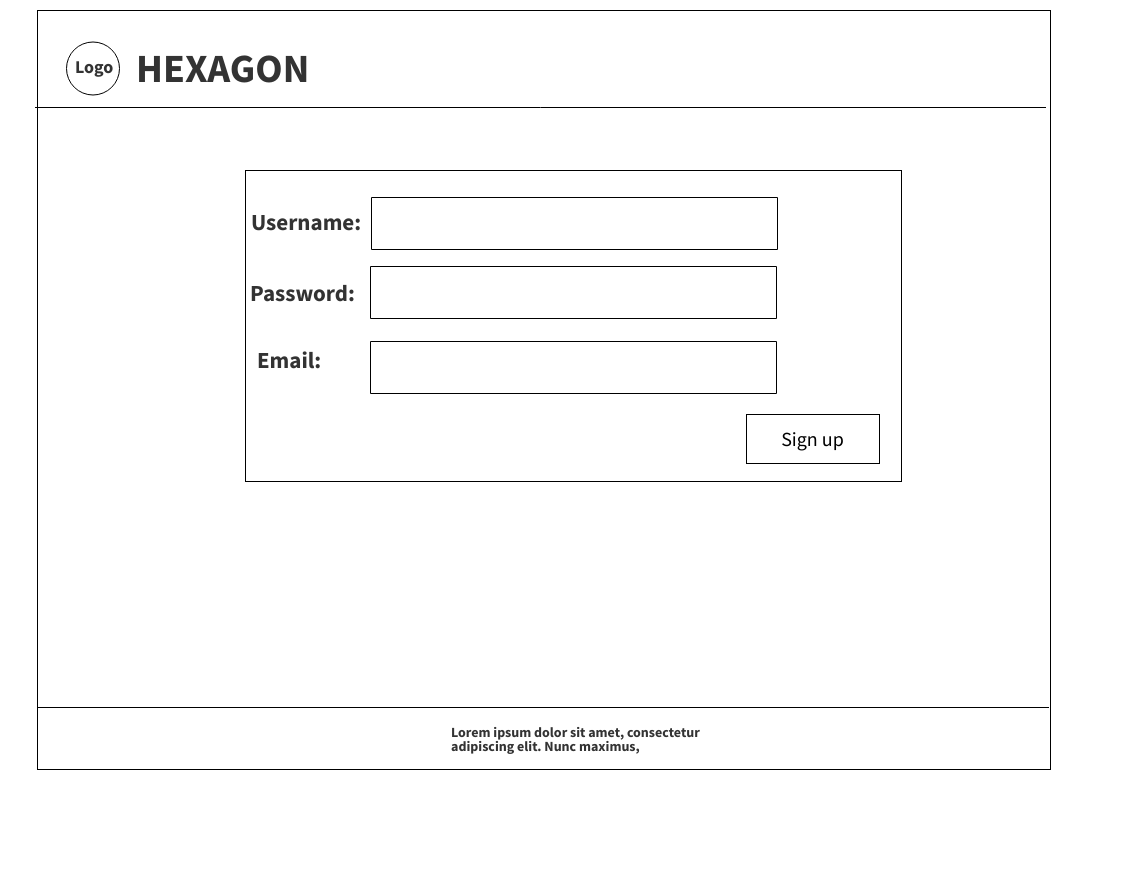 Logo
HEXAGON
Username:
Password:
Email:
Sign up
Lorem ipsum dolor sit amet, consectetur
adipiscing elit. Nunc maximus,